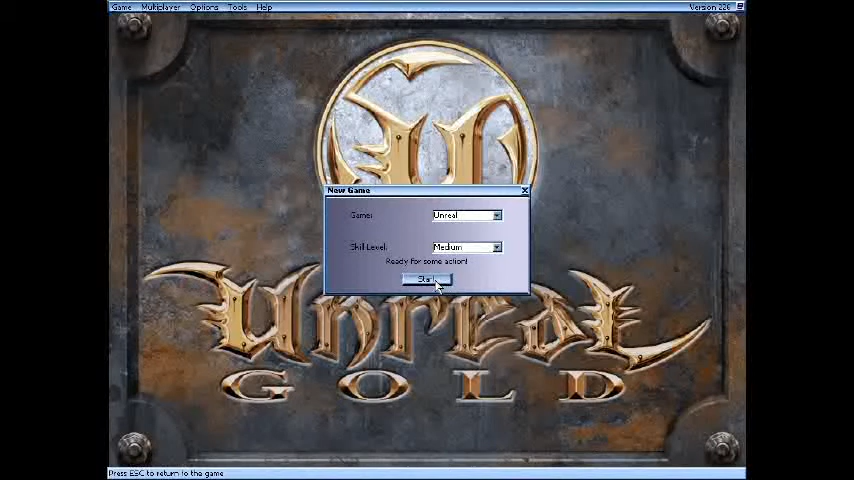 Game Multiplayer Options Tools Help Version 226
New Game
Game: Unreal
Skill Level: Medium
Ready for some action!
Start
Unreal
GOLD
Press ESC to return to the game